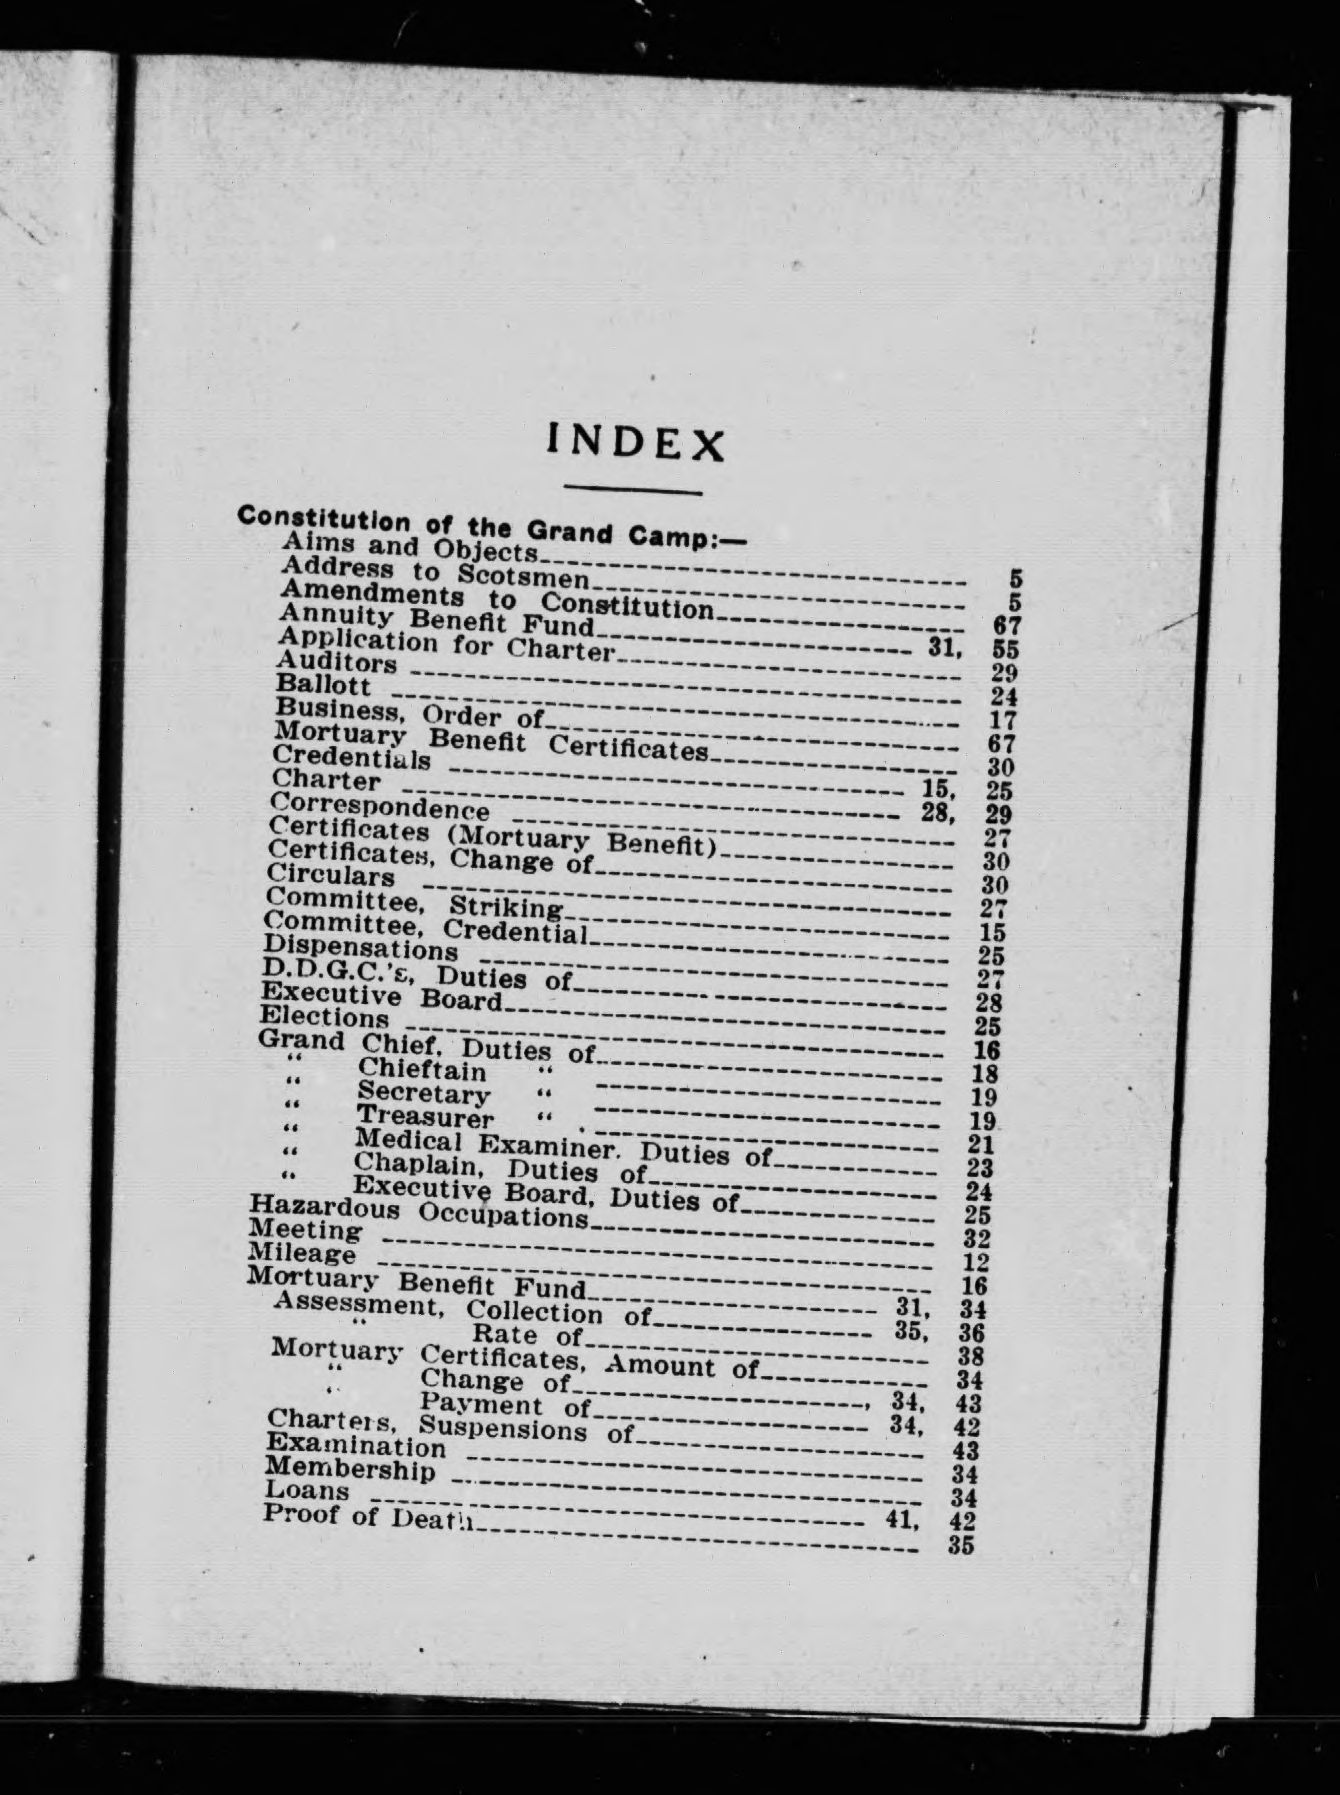 INDEX
Constitution of the Grand Camp:—
Aims and Objects 5
Address to Scotsmen 5
Amendments to Constitution 67
Annuity Benefit Fund 31, 55
Application for Charter 29
Auditors 24
Ballott 17
Business, Order of 67
Mortuary Benefit Certificates 30
Credentials 15, 25
Charter 28, 29
Correspondence 27
Certificates (Mortuary Benefit) 30
Certificates, Change of 30
Circulars 27
Committee, Striking 15
Committee, Credential 25
Dispensations 27
D.D.G.C.'s, Duties of 28
Executive Board 25
Elections 16
Grand Chief, Duties of 18
“ Chieftain “ 19
“ Secretary “ 19
“ Treasurer “ 21
“ Medical Examiner. Duties of 23
“ Chaplain, Duties of 24
“ Executive Board, Duties of 25
Hazardous Occupations 32
Meeting 12
Mileage 16
Mortuary Benefit Fund 31, 34
Assessment, Collection of 35, 36
“ Rate of 38
Mortuary Certificates, Amount of 34
“ Change of 34, 43
“ Payment of 34, 42
Charters, Suspensions of 43
Examination 34
Membership 34
Loans 41, 42
Proof of Death 35